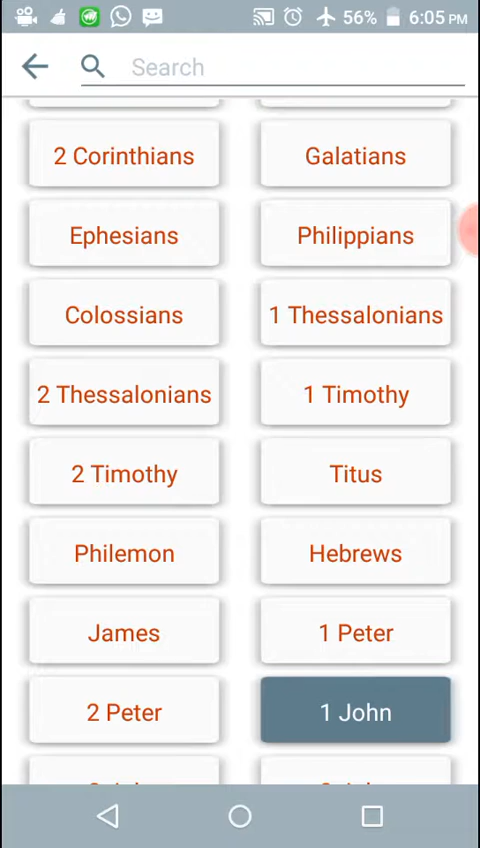 56% 6:05 PM
Search
2 Corinthians Galatians
Ephesians Philippians
Colossians 1 Thessalonians
2 Thessalonians 1 Timothy
2 Timothy Titus
Philemon Hebrews
James 1 Peter
2 Peter 1 John